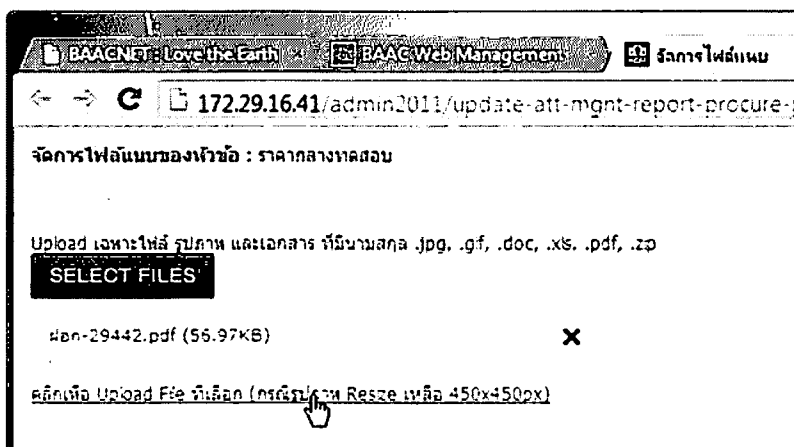 BAACNET : Love the Earth
BAAC Web Management
จัดการไฟล์แนบ
172.29.16.41/admin2011/update-att-mgnt-report-procure-
จัดการไฟล์แนบของหัวข้อ : ราคากลางทดสอบ
Upload เฉพาะไฟล์ รูปภาพ และเอกสาร ที่มีนามสกุล .jpg, .gif, .doc, .xls, .pdf, .zip
SELECT FILES
-29442.pdf (56.97KB)
คลิกเพื่อ Upload File ที่เลือก (กรณีรูปภาพ Resize เหลือ 450x450px)